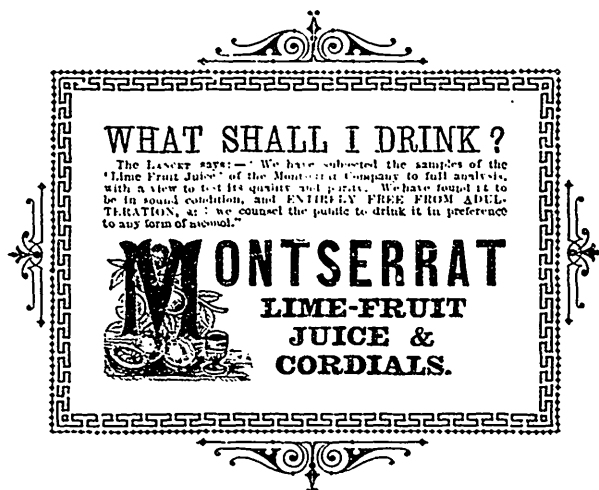 WHAT SHALL I DRINK?
The LANCET says:—"We have subjected the samples of the
"Lime Fruit Juice" of the Montserrat Company to full analysis,
with a view to test its quality and purity. We have found it to
be in sound condition, and ENTIRELY FREE FROM ADUL-
TERATION, we counsel the public to drink it in preference
to any form of alcohol."
MONTSERRAT
LIME-FRUIT
JUICE &
CORDIALS.